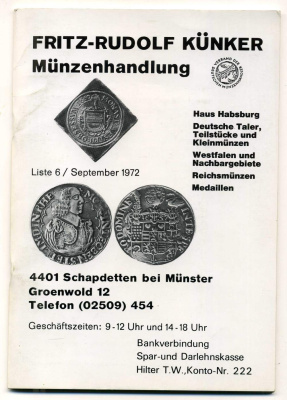 FRITZ-RUDOLF KÜNKER
Münzenhandlung
Haus Habsburg
Deutsche Taler,
Teilstücke und
Kleinmünzen
Westfalen und
Nachbargebiete
Reichsmünzen
Medaillen
Liste 6 / September 1972
4401 Schapdetten bei Münster
Groenwold 12
Telefon (02509) 454
Geschäftszeiten: 9-12 Uhr und 14-18 Uhr
Bankverbindung
Spar-und Darlehnskasse
Hilter T.W., Konto-Nr. 222